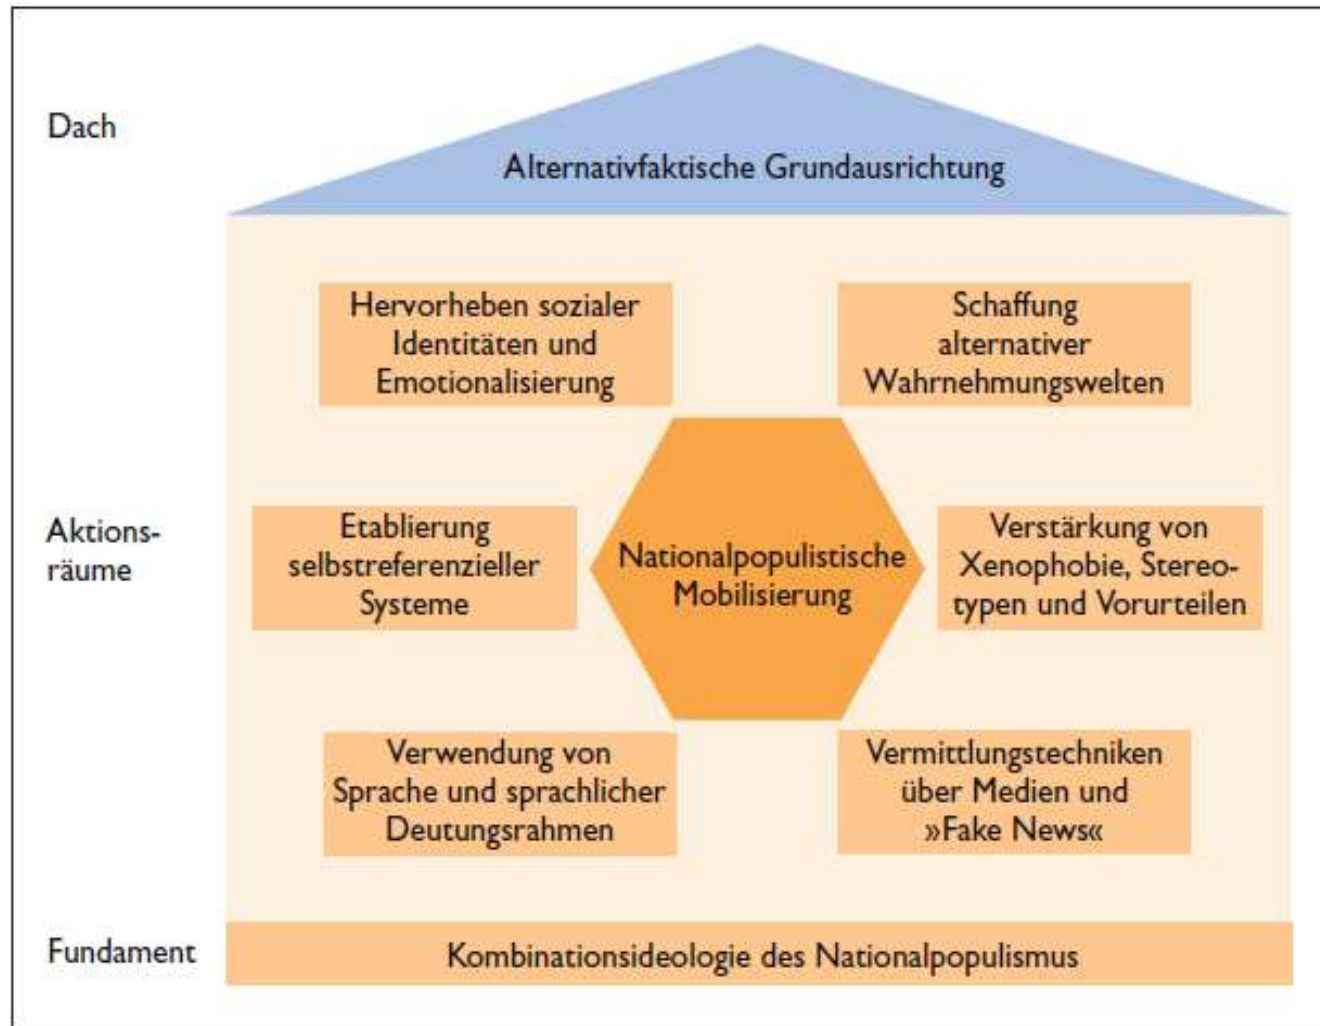 Dach
Alternativfaktische Grundausrichtung
Hervorheben sozialer
Identitäten und
Emotionalisierung
Schaffung
alternativer
Wahrnehmungswelten
Aktions-
räume
Etablierung
selbstreferenzieller
Systeme
Nationalpopulistische
Mobilisierung
Verstärkung von
Xenophobie, Stereo-
typen und Vorurteilen
Verwendung von
Sprache und sprachlicher
Deutungsrahmen
Vermittlungstechniken
über Medien und
»Fake News«
Fundament
Kombinationsideologie des Nationalpopulismus